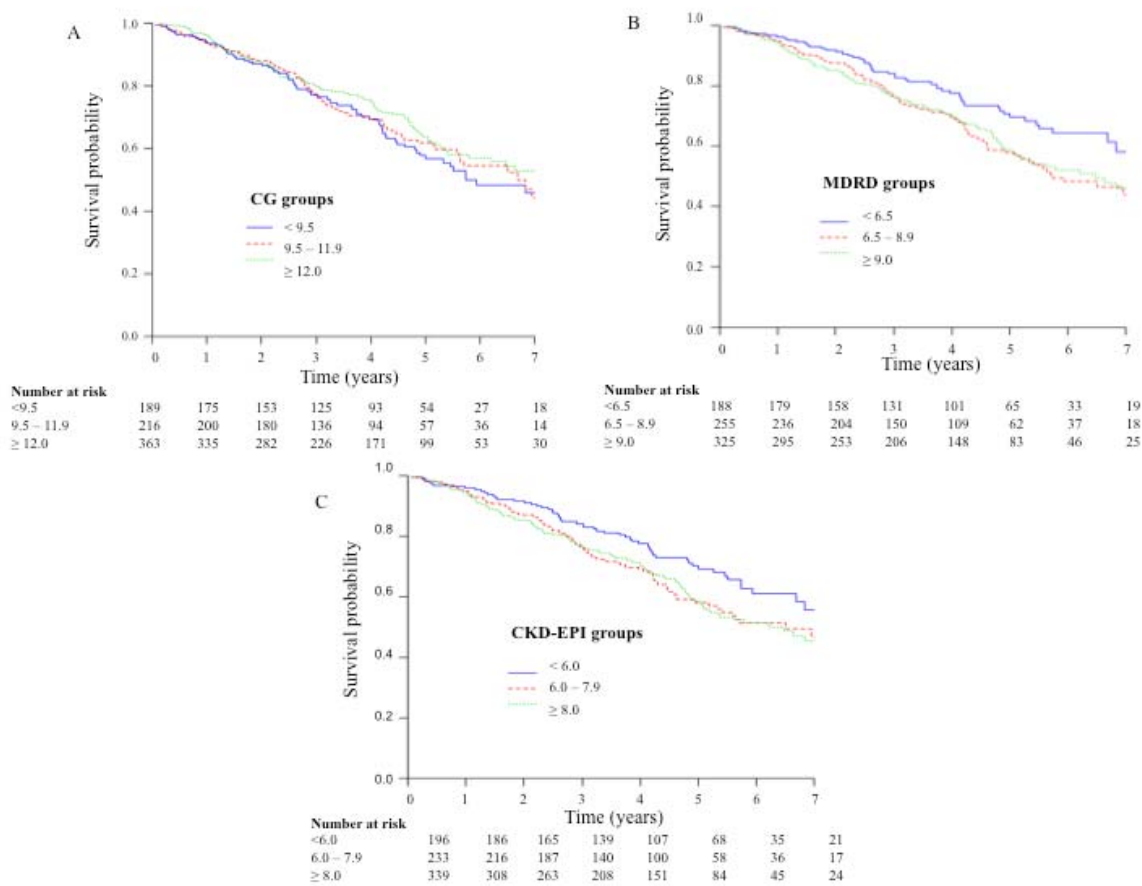 A
Survival probability
1.0
0.8
0.6
0.4
0.2
0.0
CG groups
< 9.5
9.5 – 11.9
≥ 12.0
0 1 2 3 4 5 6 7
Time (years)
Number at risk
<9.5 189 175 153 125 93 54 27 18
9.5 – 11.9 216 200 180 136 94 57 36 14
≥ 12.0 363 335 282 226 171 99 53 30
B
Survival probability
1.0
0.8
0.6
0.4
0.2
0.0
MDRD groups
< 6.5
6.5 – 8.9
≥ 9.0
0 1 2 3 4 5 6 7
Time (years)
Number at risk
<6.5 188 179 158 131 101 65 33 19
6.5 – 8.9 255 236 204 150 109 62 37 18
≥ 9.0 325 295 253 206 148 83 46 25
C
Survival probability
1.0
0.8
0.6
0.4
0.2
0.0
CKD-EPI groups
< 6.0
6.0 – 7.9
≥ 8.0
0 1 2 3 4 5 6 7
Time (years)
Number at risk
<6.0 196 186 165 139 107 68 35 21
6.0 – 7.9 233 216 187 140 100 58 36 17
≥ 8.0 339 308 263 208 151 84 45 24